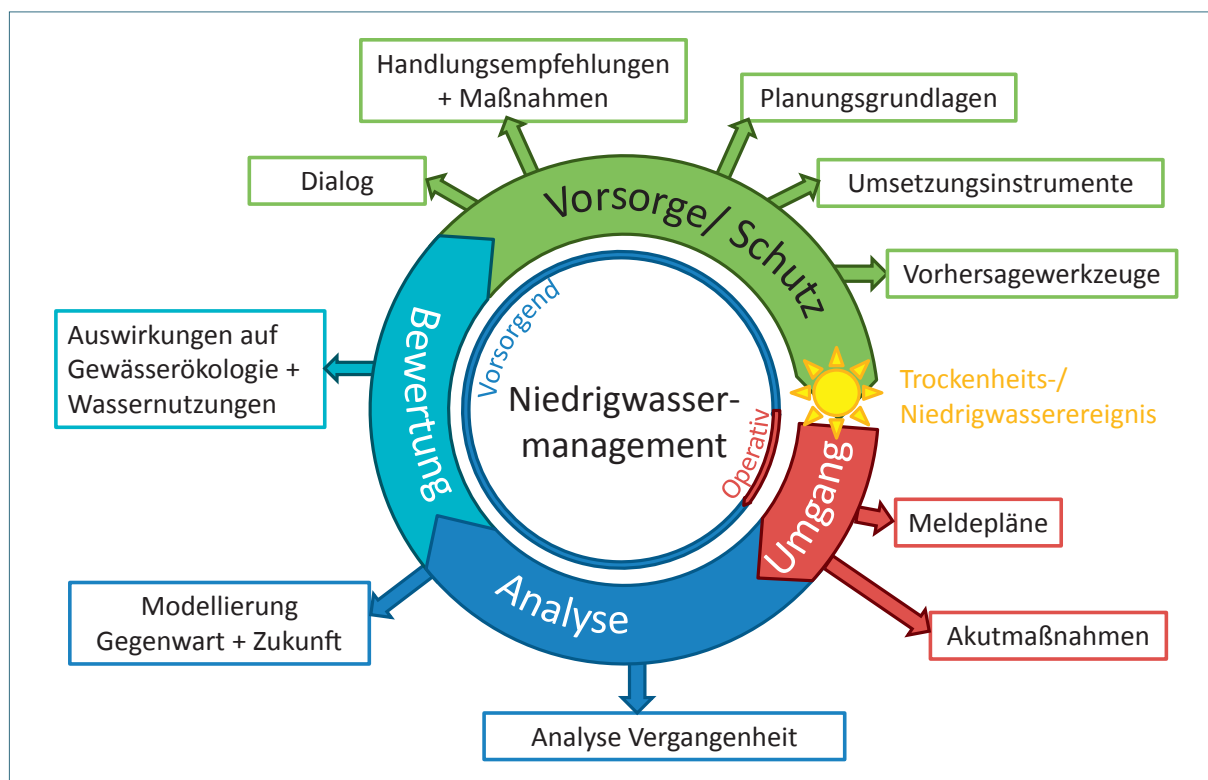 Handlungsempfehlungen
+ Maßnahmen
Planungsgrundlagen
Dialog
Umsetzungsinstrumente
Vorsorge/ Schutz
Vorhersagewerkzeuge
Auswirkungen auf
Gewässerökologie +
Wassernutzungen
Bewertung
Vorsorgend
Niedrigwasser-
management
Operativ
Trockenheits-/
Niedrigwasserereignis
Umgang
Meldepläne
Analyse
Modellierung
Gegenwart + Zukunft
Akutmaßnahmen
Analyse Vergangenheit